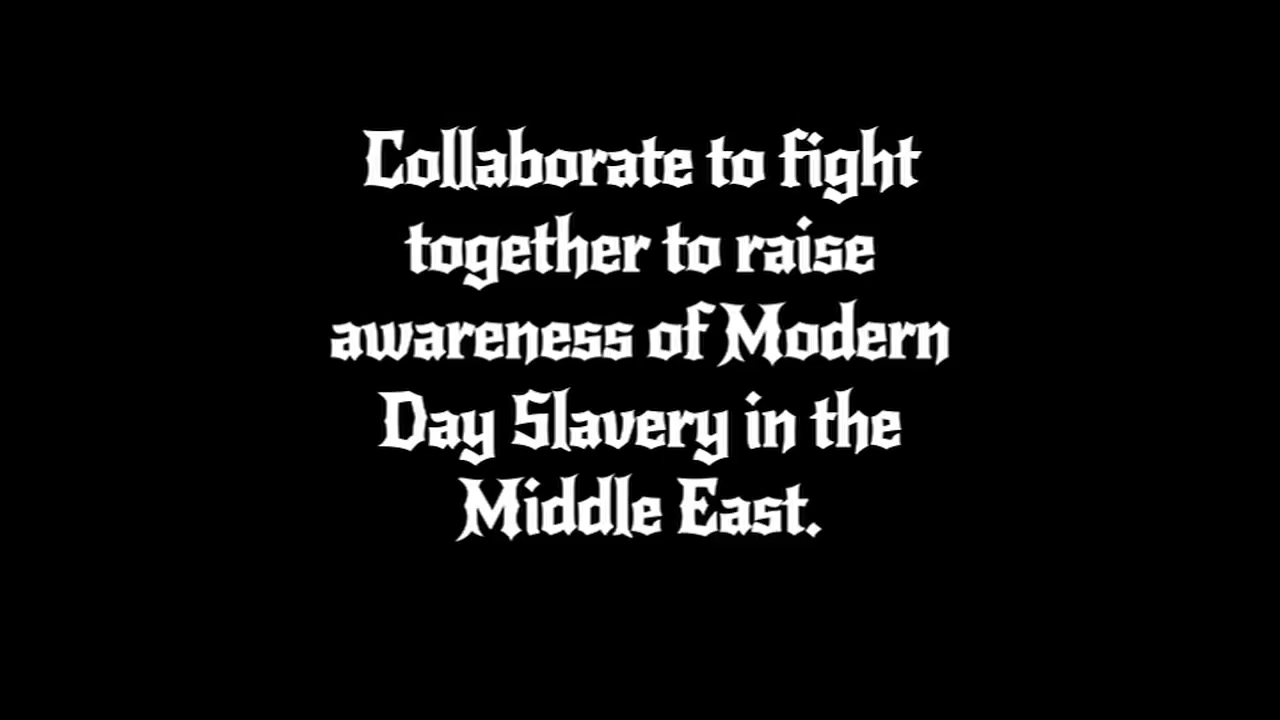 Collaborate to fight
together to raise
awareness of Modern
Day Slavery in the
Middle East.